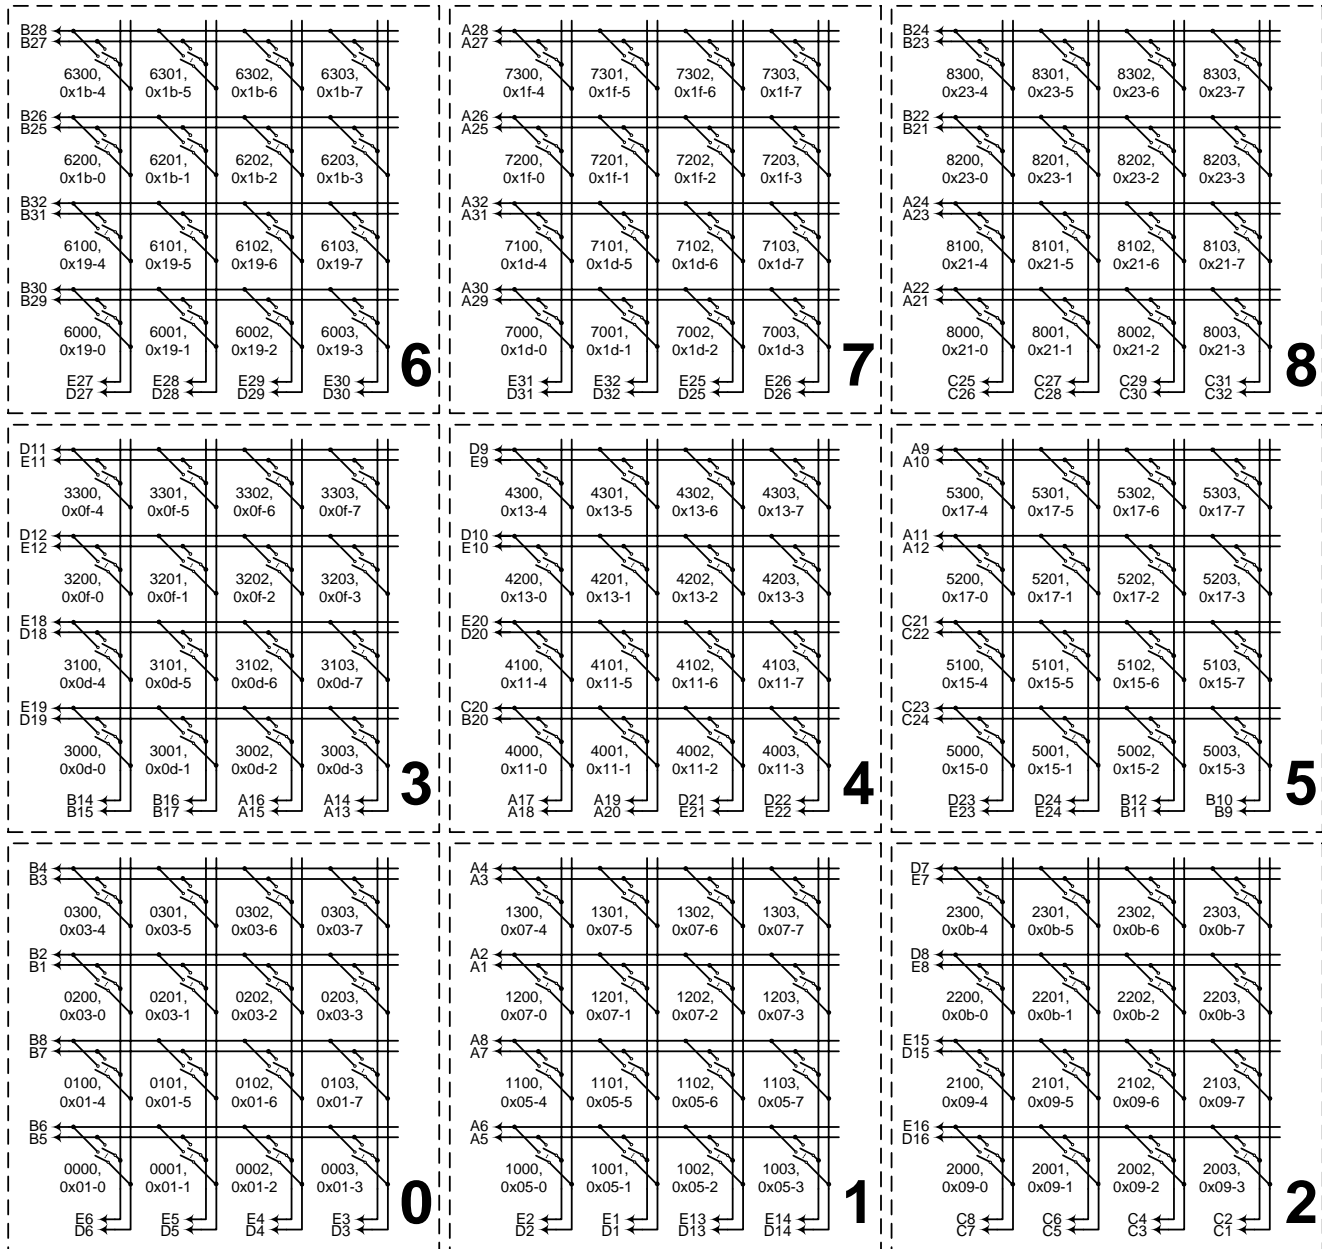 B28
B27
6300, 6301, 6302, 6303,
0x1b-4 0x1b-5 0x1b-6 0x1b-7
B26
B25
6200, 6201, 6202, 6203,
0x1b-0 0x1b-1 0x1b-2 0x1b-3
B32
B31
6100, 6101, 6102, 6103,
0x19-4 0x19-5 0x19-6 0x19-7
B30
B29
6000, 6001, 6002, 6003,
0x19-0 0x19-1 0x19-2 0x19-3
6
E27 E28 E29 E30
D27 D28 D29 D30
A28
A27
7300, 7301, 7302, 7303,
0x1f-4 0x1f-5 0x1f-6 0x1f-7
A26
A25
7200, 7201, 7202, 7203,
0x1f-0 0x1f-1 0x1f-2 0x1f-3
A32
A31
7100, 7101, 7102, 7103,
0x1d-4 0x1d-5 0x1d-6 0x1d-7
A30
A29
7000, 7001, 7002, 7003,
0x1d-0 0x1d-1 0x1d-2 0x1d-3
7
E31 E32 E25 E26
D31 D32 D25 D26
B24
B23
8300, 8301, 8302, 8303,
0x23-4 0x23-5 0x23-6 0x23-7
B22
B21
8200, 8201, 8202, 8203,
0x23-0 0x23-1 0x23-2 0x23-3
A24
A23
8100, 8101, 8102, 8103,
0x21-4 0x21-5 0x21-6 0x21-7
A22
A21
8000, 8001, 8002, 8003,
0x21-0 0x21-1 0x21-2 0x21-3
8
C25 C27 C29 C31
C26 C28 C30 C32
D11
E11
3300, 3301, 3302, 3303,
0x0f-4 0x0f-5 0x0f-6 0x0f-7
D12
E12
3200, 3201, 3202, 3203,
0x0f-0 0x0f-1 0x0f-2 0x0f-3
E18
D18
3100, 3101, 3102, 3103,
0x0d-4 0x0d-5 0x0d-6 0x0d-7
E19
D19
3000, 3001, 3002, 3003,
0x0d-0 0x0d-1 0x0d-2 0x0d-3
3
B14 B16 A16 A14
B15 B17 A15 A13
D9
E9
4300, 4301, 4302, 4303,
0x13-4 0x13-5 0x13-6 0x13-7
D10
E10
4200, 4201, 4202, 4203,
0x13-0 0x13-1 0x13-2 0x13-3
E20
D20
4100, 4101, 4102, 4103,
0x11-4 0x11-5 0x11-6 0x11-7
C20
B20
4000, 4001, 4002, 4003,
0x11-0 0x11-1 0x11-2 0x11-3
4
A17 A19 D21 D22
A18 A20 E21 E22
A9
A10
5300, 5301, 5302, 5303,
0x17-4 0x17-5 0x17-6 0x17-7
A11
A12
5200, 5201, 5202, 5203,
0x17-0 0x17-1 0x17-2 0x17-3
C21
C22
5100, 5101, 5102, 5103,
0x15-4 0x15-5 0x15-6 0x15-7
C23
C24
5000, 5001, 5002, 5003,
0x15-0 0x15-1 0x15-2 0x15-3
5
D23 D24 B12 B10
E23 E24 B11 B9
B4
B3
0300, 0301, 0302, 0303,
0x03-4 0x03-5 0x03-6 0x03-7
B2
B1
0200, 0201, 0202, 0203,
0x03-0 0x03-1 0x03-2 0x03-3
B8
B7
0100, 0101, 0102, 0103,
0x01-4 0x01-5 0x01-6 0x01-7
B6
B5
0000, 0001, 0002, 0003,
0x01-0 0x01-1 0x01-2 0x01-3
0
E6 E5 E4 E3
D6 D5 D4 D3
A4
A3
1300, 1301, 1302, 1303,
0x07-4 0x07-5 0x07-6 0x07-7
A2
A1
1200, 1201, 1202, 1203,
0x07-0 0x07-1 0x07-2 0x07-3
A8
A7
1100, 1101, 1102, 1103,
0x05-4 0x05-5 0x05-6 0x05-7
A6
A5
1000, 1001, 1002, 1003,
0x05-0 0x05-1 0x05-2 0x05-3
1
E2 E1 E13 E14
D2 D1 D13 D14
D7
E7
2300, 2301, 2302, 2303,
0x0b-4 0x0b-5 0x0b-6 0x0b-7
D8
E8
2200, 2201, 2202, 2203,
0x0b-0 0x0b-1 0x0b-2 0x0b-3
E15
D15
2100, 2101, 2102, 2103,
0x09-4 0x09-5 0x09-6 0x09-7
E16
D16
2000, 2001, 2002, 2003,
0x09-0 0x09-1 0x09-2 0x09-3
2
C8 C6 C4 C2
C7 C5 C3 C1